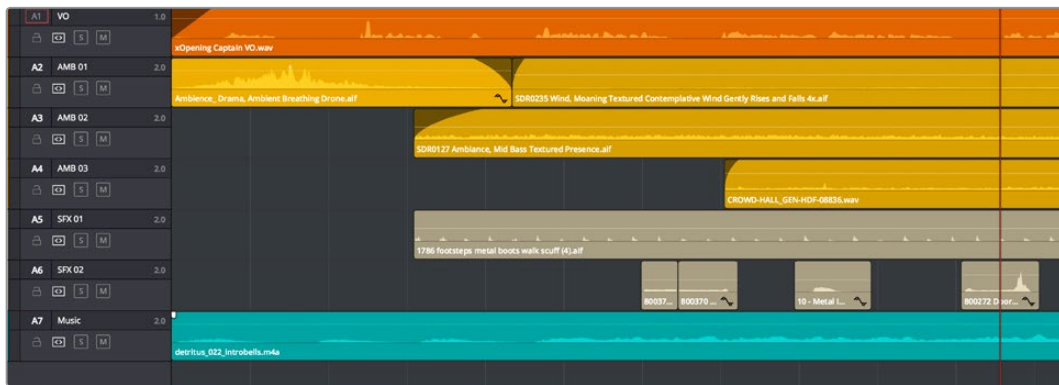 A1 VO 1.0
S M
xOpening Captain VO.wav
A2 AMB 01 2.0
S M
Ambience_ Drama, Ambient Breathing Drone.aif
SDR0235 Wind, Moaning Textured Contemplative Wind Gently Rises and Falls 4x.aif
A3 AMB 02 2.0
S M
SDR0127 Ambiance, Mid Bass Textured Presence.aif
A4 AMB 03 2.0
S M
CROWD-HALL_GEN-HDF-08836.wav
A5 SFX 01 2.0
S M
1786 footsteps metal boots walk scuff (4).aif
A6 SFX 02 2.0
S M
80037... 800370 ... 10 - Metal I... 800272 Door...
A7 Music 2.0
S M
detritus_022_introbells.m4a